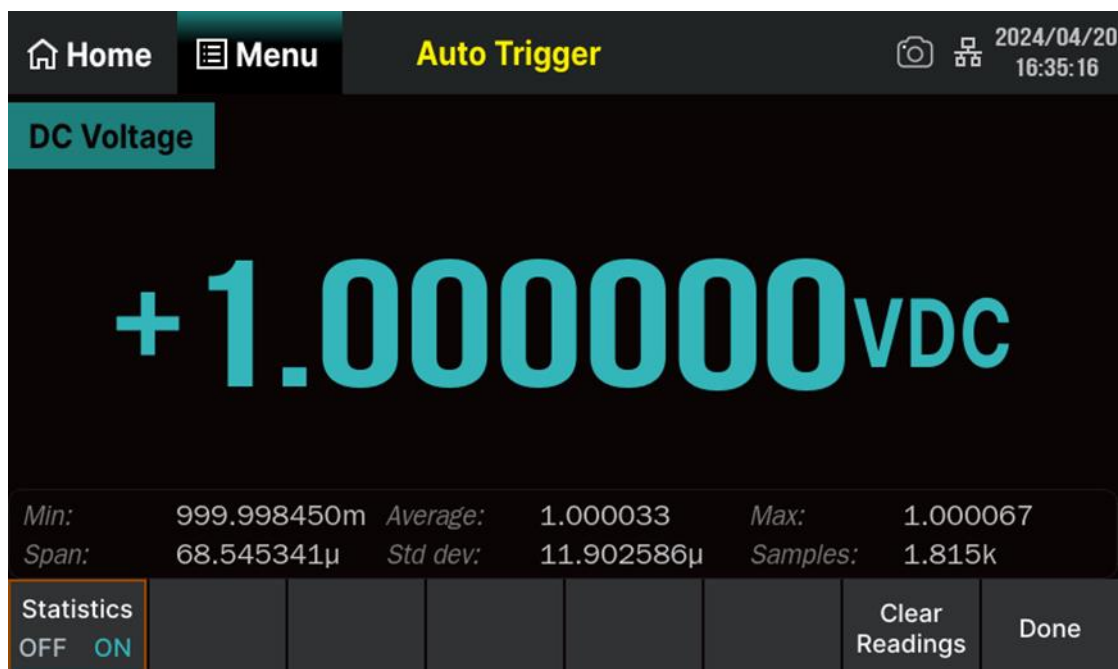 Home Menu Auto Trigger 2024/04/20
16:35:16
DC Voltage
+1.000000VDC
Min: 999.998450m Average: 1.000033 Max: 1.000067
Span: 68.545341µ Std dev: 11.902586µ Samples: 1.815k
Statistics
OFF ON
Clear
Readings
Done